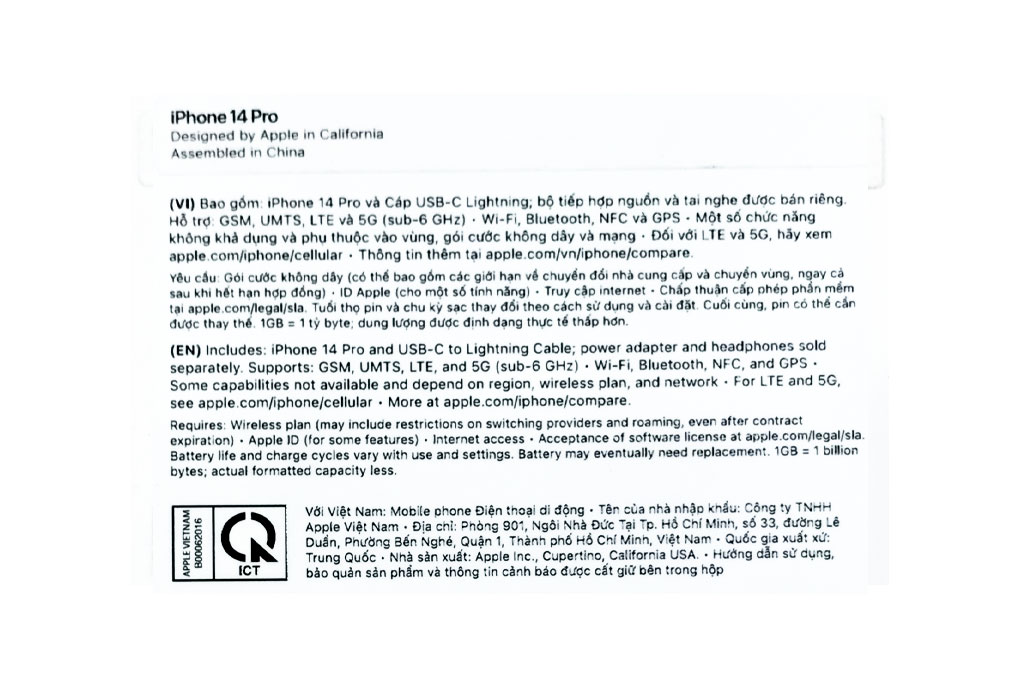 iPhone 14 Pro
Designed by Apple in California
Assembled in China
(VI) Bao gồm: iPhone 14 Pro và Cáp USB-C Lightning; bộ tiếp hợp nguồn và tai nghe được bán riêng.
Hỗ trợ: GSM, UMTS, LTE và 5G (sub-6 GHz) · Wi-Fi, Bluetooth, NFC và GPS · Một số chức năng
không khả dụng và phụ thuộc vào vùng, gói cước không dây và mạng · Đối với LTE và 5G, hãy xem
apple.com/iphone/cellular · Thông tin thêm tại apple.com/vn/iphone/compare.
Yêu cầu: Gói cước không dây (có thể bao gồm các giới hạn về chuyển đổi nhà cung cấp và chuyển vùng, ngay cả
sau khi hết hạn hợp đồng) · ID Apple (cho một số tính năng) · Truy cập internet · Chấp thuận cấp phép phần mềm
tại apple.com/legal/sla. Tuổi thọ pin và chu kỳ sạc thay đổi theo cách sử dụng và cài đặt. Cuối cùng, pin có thể cần
được thay thế. 1GB = 1 tỷ byte; dung lượng được định dạng thực tế thấp hơn.
(EN) Includes: iPhone 14 Pro and USB-C to Lightning Cable; power adapter and headphones sold
separately. Supports: GSM, UMTS, LTE, and 5G (sub-6 GHz) · Wi-Fi, Bluetooth, NFC, and GPS ·
Some capabilities not available and depend on region, wireless plan, and network · For LTE and 5G,
see apple.com/iphone/cellular · More at apple.com/iphone/compare.
Requires: Wireless plan (may include restrictions on switching providers and roaming, even after contract
expiration) · Apple ID (for some features) · Internet access · Acceptance of software license at apple.com/legal/sla.
Battery life and charge cycles vary with use and settings. Battery may eventually need replacement. 1GB = 1 billion
bytes; actual formatted capacity less.
APPLE VIETNAM
B00062016
ICT
Với Việt Nam: Mobile phone Điện thoại di động · Tên của nhà nhập khẩu: Công ty TNHH
Apple Việt Nam · Địa chỉ: Phòng 901, Ngôi Nhà Đức Tại Tp. Hồ Chí Minh, số 33, đường Lê
Duẩn, Phường Bến Nghé, Quận 1, Thành phố Hồ Chí Minh, Việt Nam · Quốc gia xuất xứ:
Trung Quốc · Nhà sản xuất: Apple Inc., Cupertino, California USA. · Hướng dẫn sử dụng,
bảo quản sản phẩm và thông tin cảnh báo được cất giữ bên trong hộp